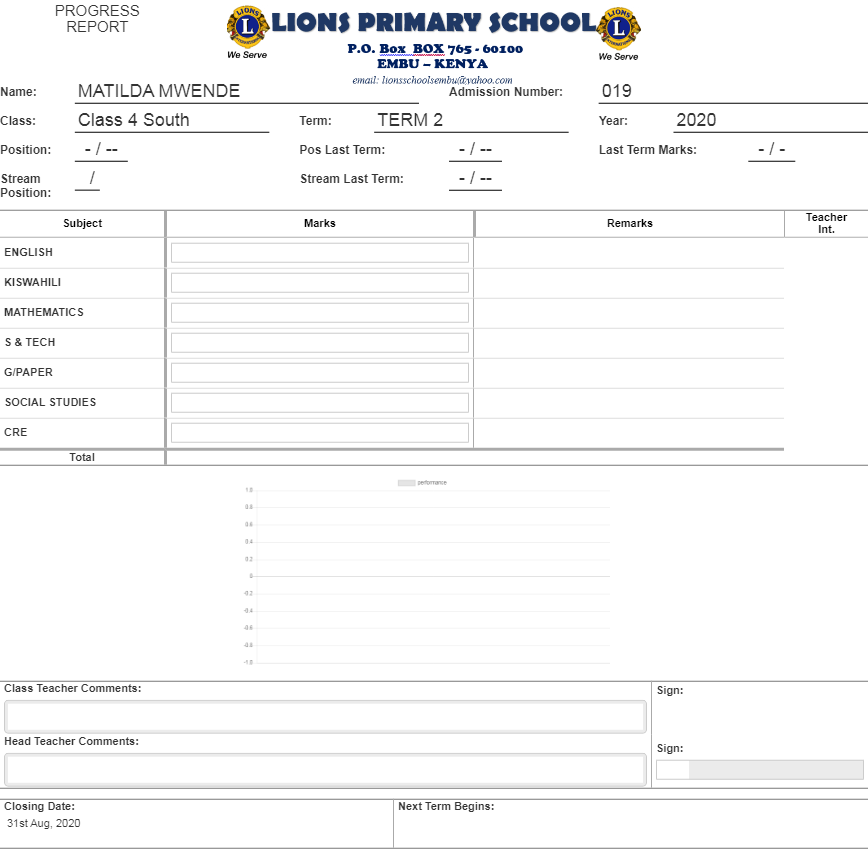 PROGRESS
REPORT
LIONS
L
INTERNATIONAL
We Serve
LIONS PRIMARY SCHOOL
P.O. Box BOX 765 - 60100
EMBU – KENYA
email: lionsschoolsembu@yahoo.com
LIONS
L
INTERNATIONAL
We Serve
Name: MATILDA MWENDE Admission Number: 019
Class: Class 4 South Term: TERM 2 Year: 2020
Position: - / -- Pos Last Term: - / -- Last Term Marks: - / -
Stream Position: / Stream Last Term: - / --
Subject Marks Remarks Teacher Int.
ENGLISH
KISWAHILI
MATHEMATICS
S & TECH
G/PAPER
SOCIAL STUDIES
CRE
Total
performance
1.0
0.8
0.6
0.4
0.2
0
-0.2
-0.4
-0.6
-0.8
-1.0
Class Teacher Comments: Sign:
Head Teacher Comments: Sign:
Closing Date: Next Term Begins:
31st Aug, 2020